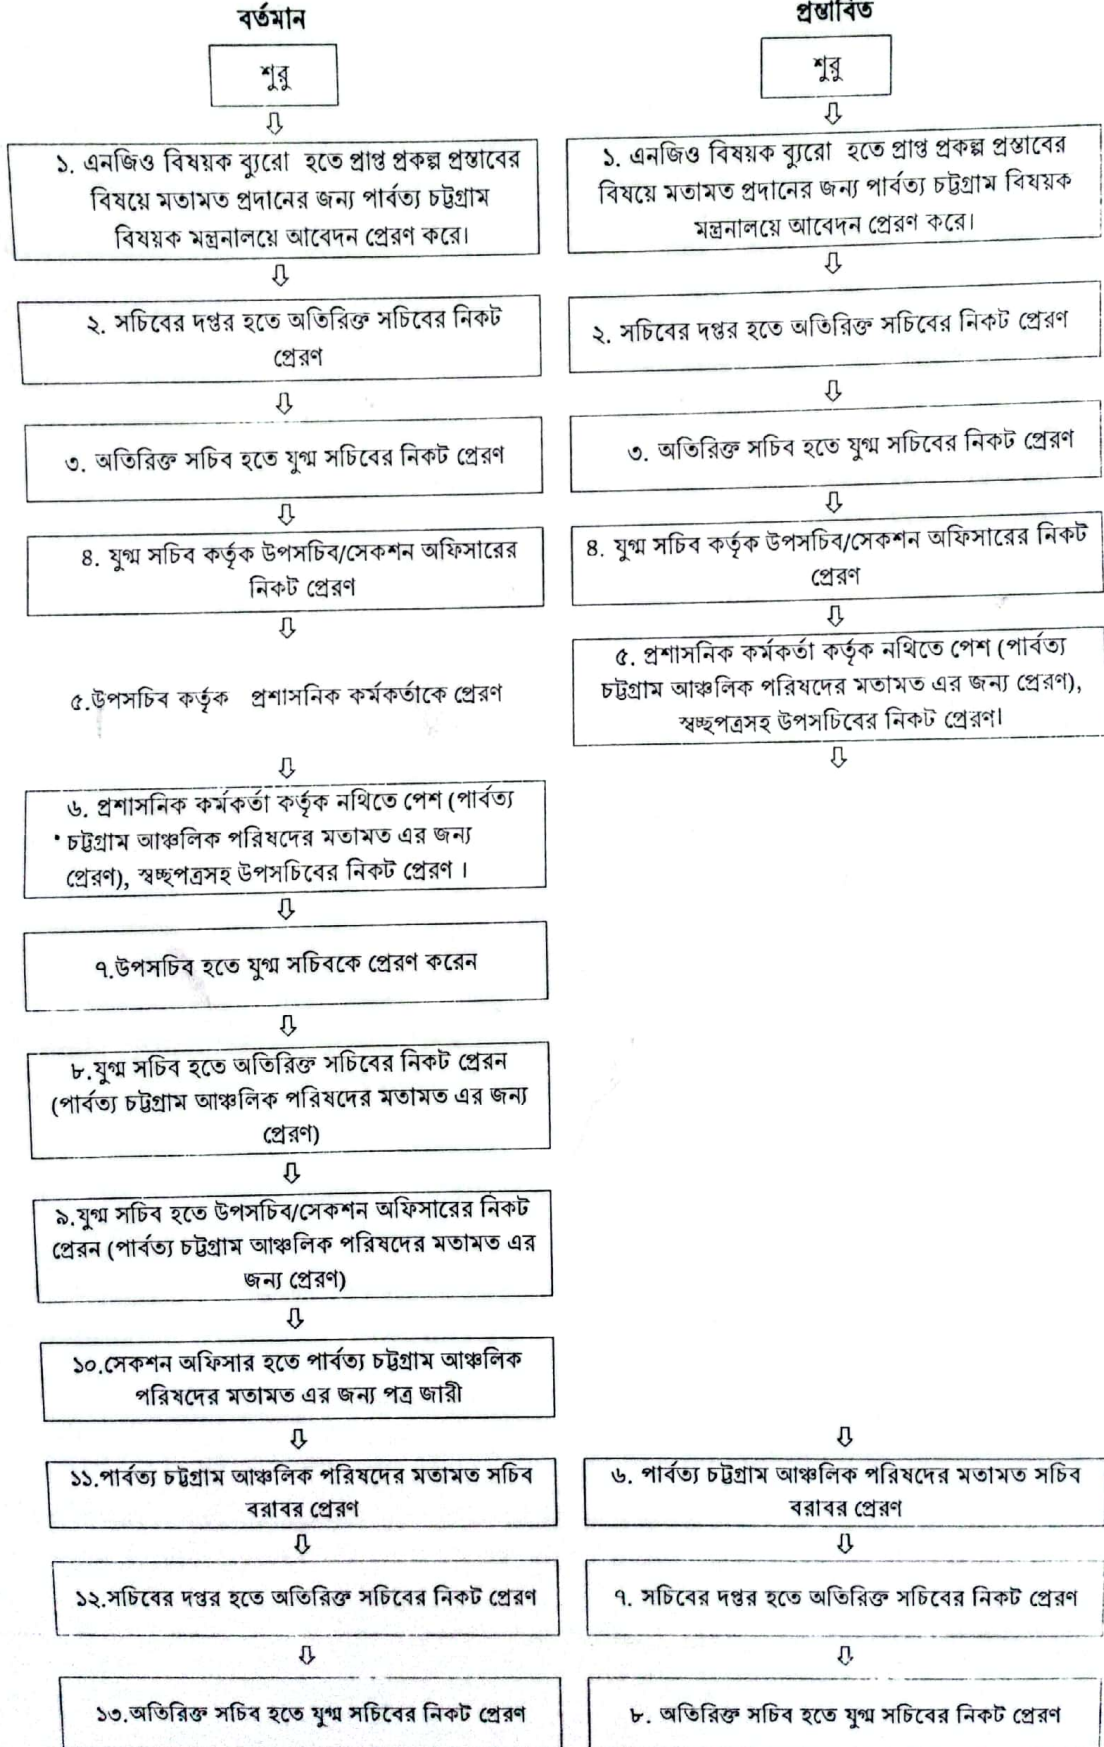 বর্তমান
শুরু
১. এনজিও বিষয়ক ব্যুরো হতে প্রাপ্ত প্রকল্প প্রস্তাবের
বিষয়ে মতামত প্রদানের জন্য পার্বত্য চট্টগ্রাম
বিষয়ক মন্ত্রনালয়ে আবেদন প্রেরণ করে।
২. সচিবের দপ্তর হতে অতিরিক্ত সচিবের নিকট
প্রেরণ
৩. অতিরিক্ত সচিব হতে যুগ্ম সচিবের নিকট প্রেরণ
৪. যুগ্ম সচিব কর্তৃক উপসচিব/সেকশন অফিসারের
নিকট প্রেরণ
৫.উপসচিব কর্তৃক প্রশাসনিক কর্মকর্তাকে প্রেরণ
৬. প্রশাসনিক কর্মকর্তা কর্তৃক নথিতে পেশ (পার্বত্য
চট্টগ্রাম আঞ্চলিক পরিষদের মতামত এর জন্য
প্রেরণ), স্বচ্ছপত্রসহ উপসচিবের নিকট প্রেরণ ।
৭.উপসচিব হতে যুগ্ম সচিবকে প্রেরণ করেন
৮.যুগ্ম সচিব হতে অতিরিক্ত সচিবের নিকট প্রেরন
(পার্বত্য চট্টগ্রাম আঞ্চলিক পরিষদের মতামত এর জন্য
প্রেরণ)
৯.যুগ্ম সচিব হতে উপসচিব/সেকশন অফিসারের নিকট
প্রেরন (পার্বত্য চট্টগ্রাম আঞ্চলিক পরিষদের মতামত এর
জন্য প্রেরণ)
১০.সেকশন অফিসার হতে পার্বত্য চট্টগ্রাম আঞ্চলিক
পরিষদের মতামত এর জন্য পত্র জারী
১১.পার্বত্য চট্টগ্রাম আঞ্চলিক পরিষদের মতামত সচিব
বরাবর প্রেরণ
১২.সচিবের দপ্তর হতে অতিরিক্ত সচিবের নিকট প্রেরণ
১৩.অতিরিক্ত সচিব হতে যুগ্ম সচিবের নিকট প্রেরণ
প্রস্তাবিত
শুরু
১. এনজিও বিষয়ক ব্যুরো হতে প্রাপ্ত প্রকল্প প্রস্তাবের
বিষয়ে মতামত প্রদানের জন্য পার্বত্য চট্টগ্রাম বিষয়ক
মন্ত্রনালয়ে আবেদন প্রেরণ করে।
২. সচিবের দপ্তর হতে অতিরিক্ত সচিবের নিকট প্রেরণ
৩. অতিরিক্ত সচিব হতে যুগ্ম সচিবের নিকট প্রেরণ
৪. যুগ্ম সচিব কর্তৃক উপসচিব/সেকশন অফিসারের নিকট
প্রেরণ
৫. প্রশাসনিক কর্মকর্তা কর্তৃক নথিতে পেশ (পার্বত্য
চট্টগ্রাম আঞ্চলিক পরিষদের মতামত এর জন্য প্রেরণ),
স্বচ্ছপত্রসহ উপসচিবের নিকট প্রেরণ।
৬. পার্বত্য চট্টগ্রাম আঞ্চলিক পরিষদের মতামত সচিব
বরাবর প্রেরণ
৭. সচিবের দপ্তর হতে অতিরিক্ত সচিবের নিকট প্রেরণ
৮. অতিরিক্ত সচিব হতে যুগ্ম সচিবের নিকট প্রেরণ